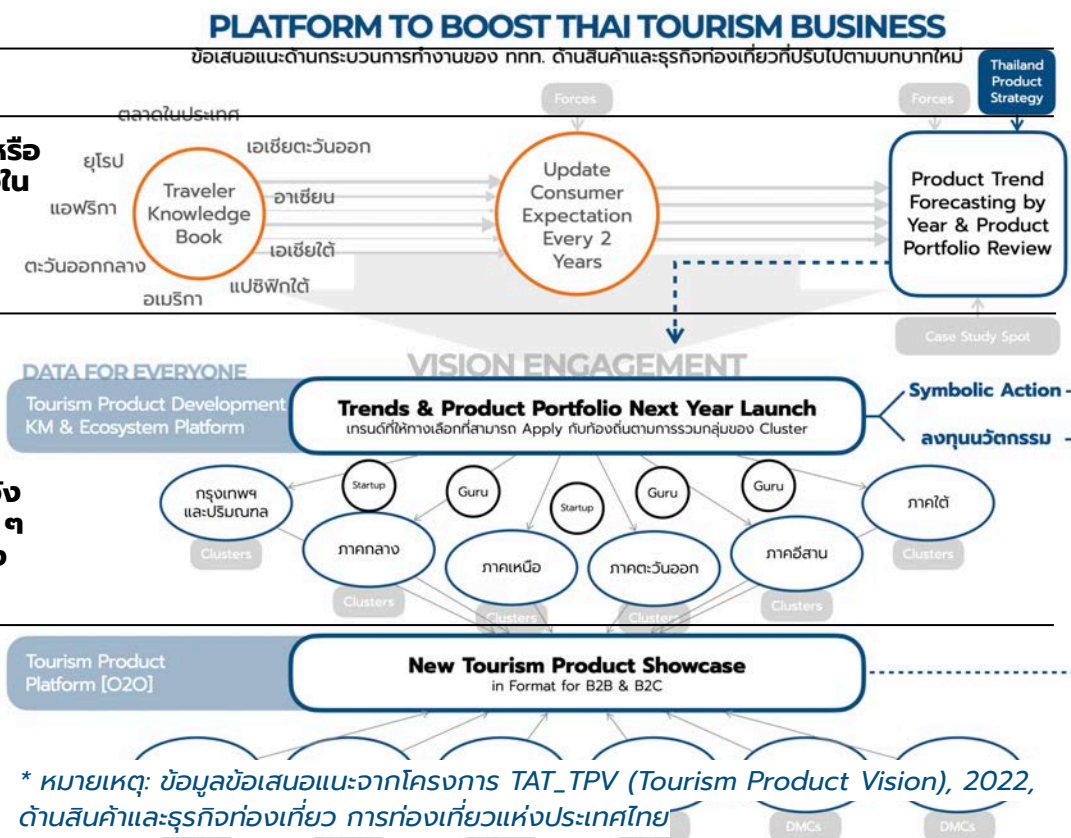 PLATFORM TO BOOST THAI TOURISM BUSINESS
ข้อเสนอแนะด้านกระบวนการทำงานของ ททท. ด้านสินค้าและธุรกิจท่องเที่ยวที่ปรับไปตามบทบาทใหม่
Thailand
Product
Strategy
Forces
Forces
ตลาดในประเทศ
หรือ
ใน
ยุโรป
เอเชียตะวันออก
แอฟริกา
อาเซียน
ตะวันออกกลาง
เอเชียใต้
อเมริกา
แปซิฟิกใต้
Traveler
Knowledge
Book
Update
Consumer
Expectation
Every 2
Years
Product Trend
Forecasting by
Year & Product
Portfolio Review
Case Study Spot
VISION ENGAGEMENT
DATA FOR EVERYONE
Tourism Product Development
KM & Ecosystem Platform
Trends & Product Portfolio Next Year Launch
เทรนด์ที่ให้ทางเลือกที่สามารถ Apply กับท้องถิ่นตามการรวมกลุ่มของ Cluster
Symbolic Action
ลงทุนนวัตกรรม
ๆ
กรุงเทพฯ
และปริมณฑล
Startup
Guru
Startup
Guru
Guru
ภาคใต้
ภาคกลาง
ภาคเหนือ
ภาคตะวันออก
ภาคอีสาน
Clusters
Clusters
Clusters
Clusters
Clusters
Clusters
Tourism Product
Platform [O2O]
New Tourism Product Showcase
in Format for B2B & B2C
* หมายเหตุ: ข้อมูลข้อเสนอแนะจากโครงการ TAT_TPV (Tourism Product Vision), 2022,
ด้านสินค้าและธุรกิจท่องเที่ยว การท่องเที่ยวแห่งประเทศไทย
DMCs
DMCs